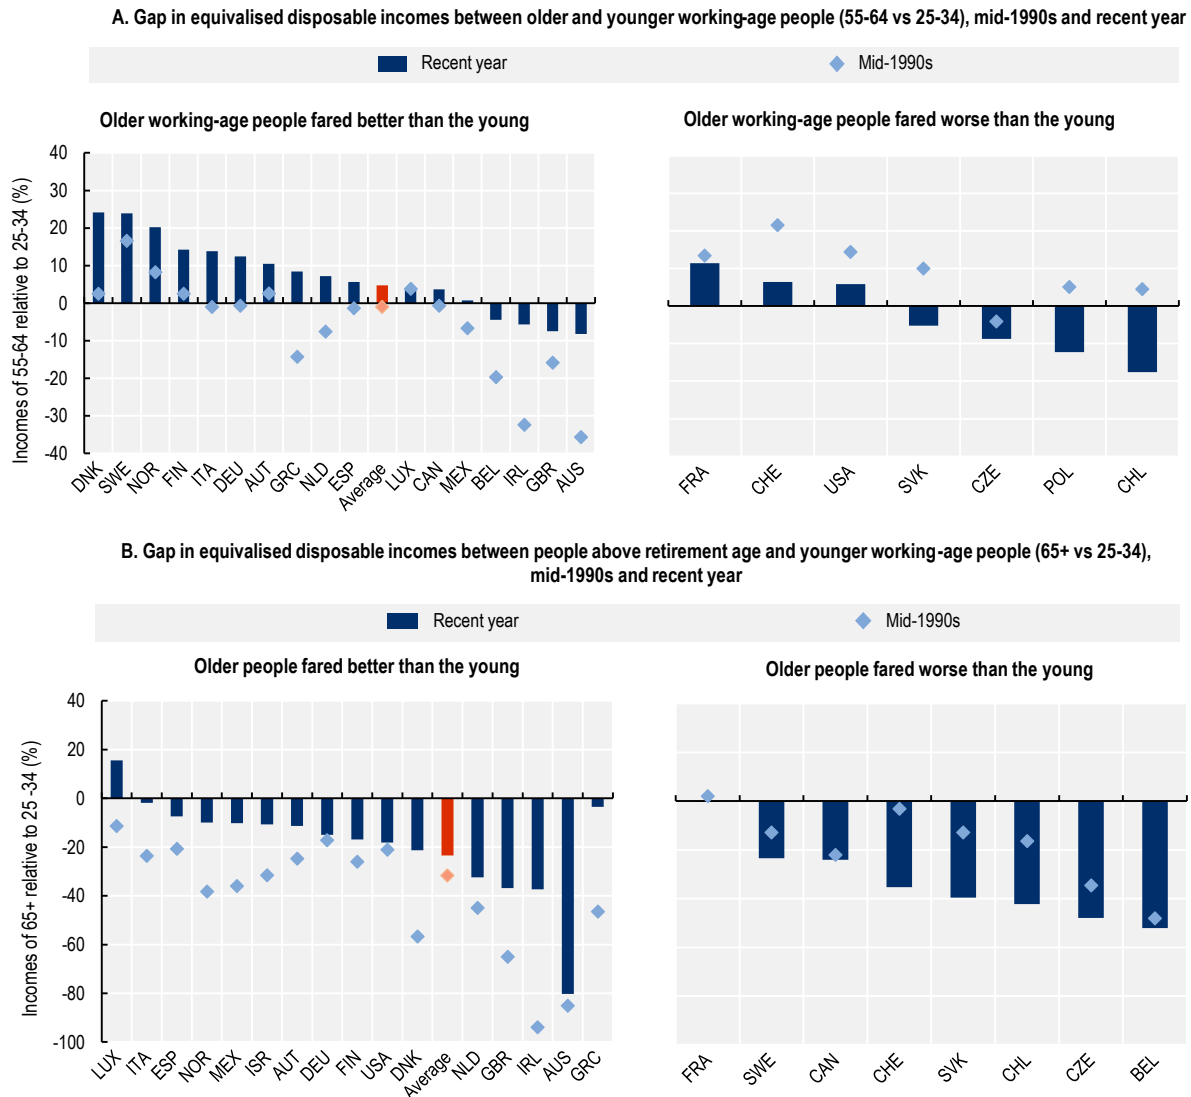 A. Gap in equivalised disposable incomes between older and younger working-age people (55-64 vs 25-34), mid-1990s and recent year
Recent year
Mid-1990s
Older working-age people fared better than the young
Older working-age people fared worse than the young
Incomes of 55-64 relative to 25-34 (%)
40
30
20
10
0
-10
-20
-30
-40
DNK
SWE
NOR
FIN
ITA
DEU
AUT
GRC
NLD
ESP
Average
LUX
CAN
MEX
BEL
IRL
GBR
AUS
FRA
CHE
USA
SVK
CZE
POL
CHL
B. Gap in equivalised disposable incomes between people above retirement age and younger working-age people (65+ vs 25-34),
mid-1990s and recent year
Recent year
Mid-1990s
Older people fared better than the young
Older people fared worse than the young
Incomes of 65+ relative to 25 -34 (%)
40
20
0
-20
-40
-60
-80
-100
LUX
ITA
ESP
NOR
MEX
ISR
AUT
DEU
FIN
USA
DNK
Average
NLD
GBR
IRL
AUS
GRC
FRA
SWE
CAN
CHE
SVK
CHL
CZE
BEL